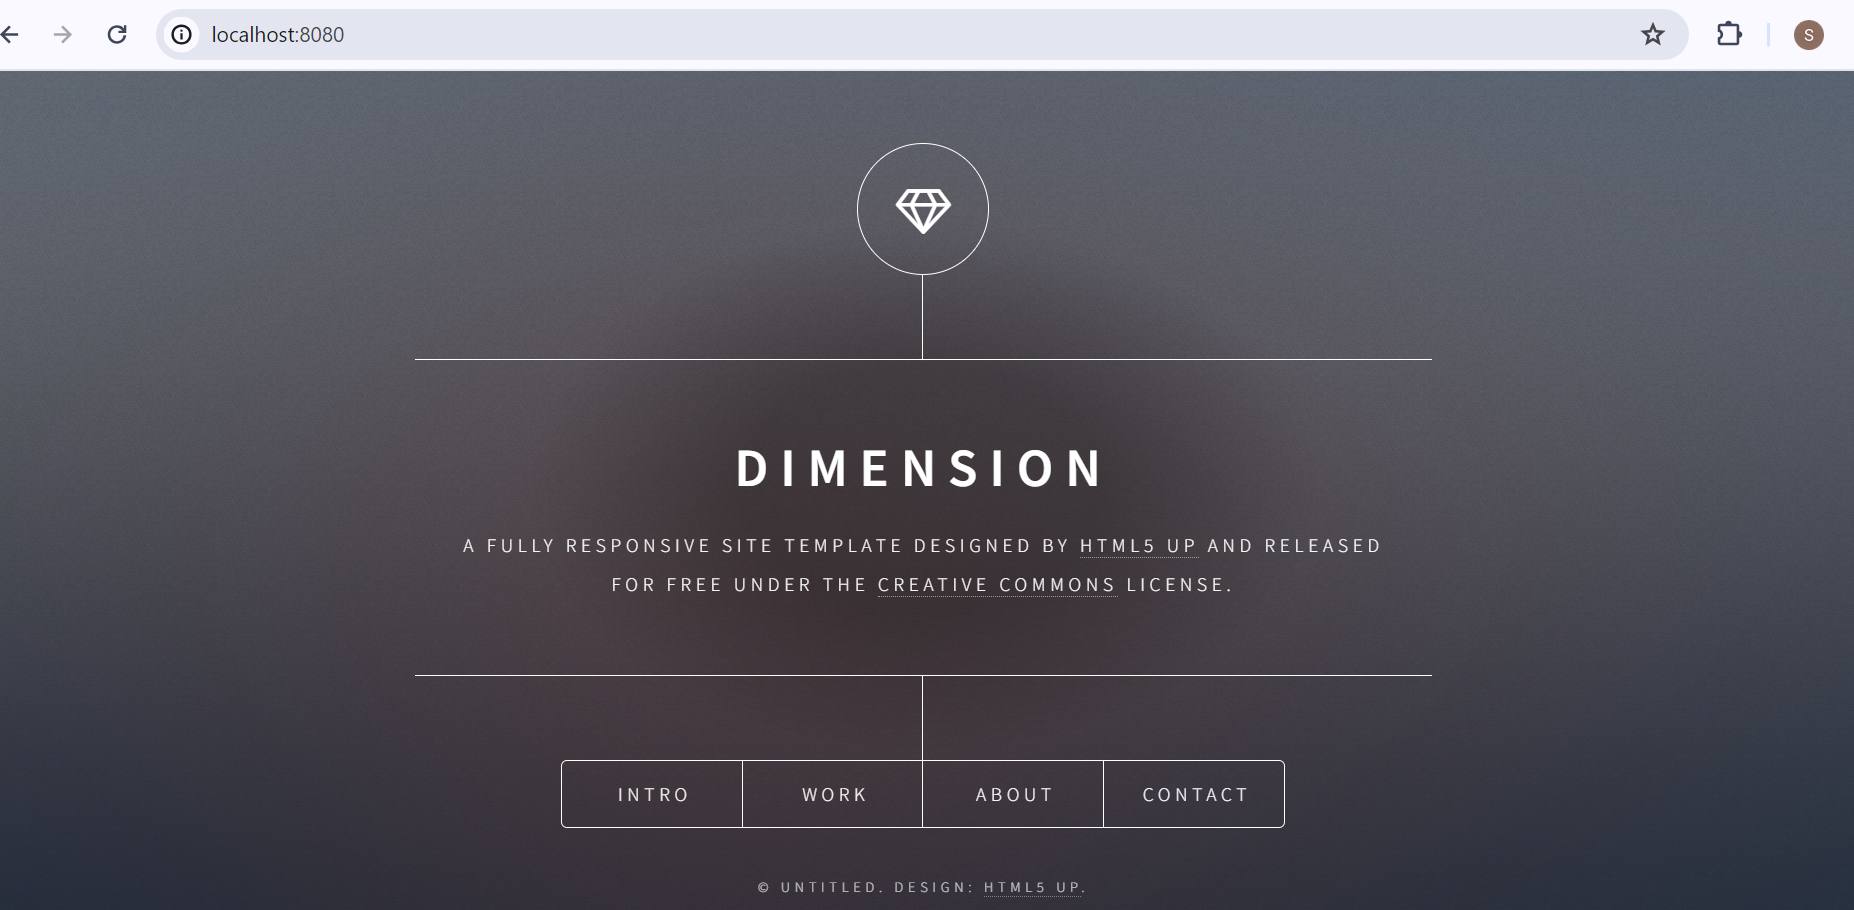 localhost:8080
S
DIMENSION
A FULLY RESPONSIVE SITE TEMPLATE DESIGNED BY HTML5 UP AND RELEASED
FOR FREE UNDER THE CREATIVE COMMONS LICENSE.
INTRO WORK ABOUT CONTACT
© UNTITLED. DESIGN: HTML5 UP.